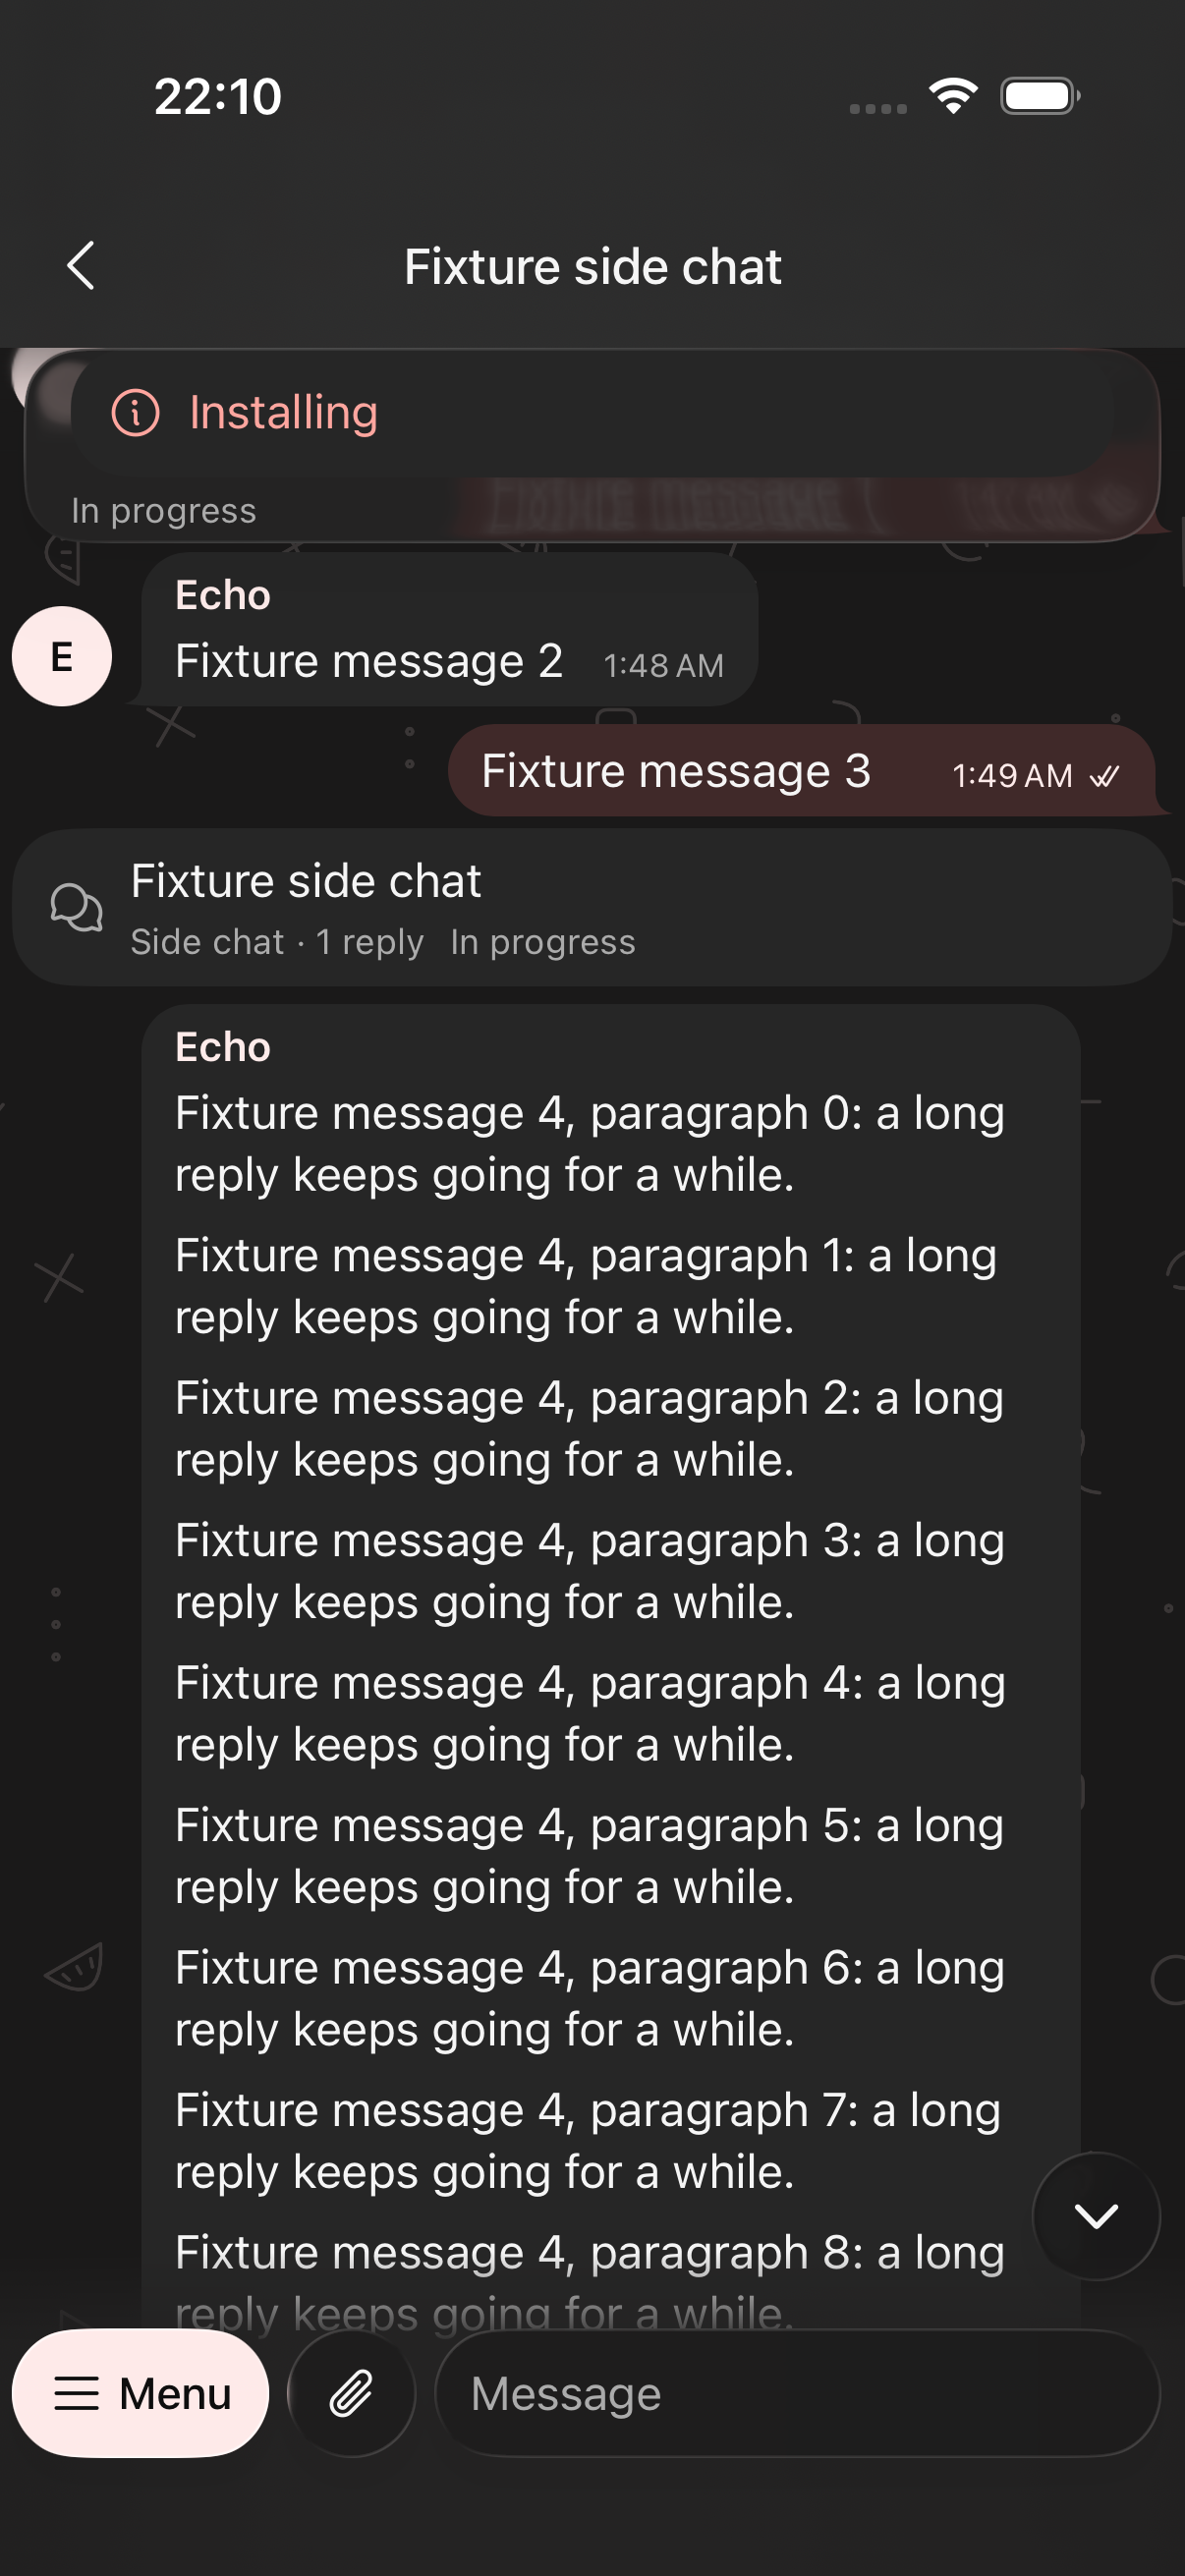 22:10
Fixture side chat
Installing
In progress
Echo
E
Fixture message 2 1:48 AM
Fixture message 3 1:49 AM
Fixture side chat
Side chat · 1 reply In progress
Echo
Fixture message 4, paragraph 0: a long
reply keeps going for a while.
Fixture message 4, paragraph 1: a long
reply keeps going for a while.
Fixture message 4, paragraph 2: a long
reply keeps going for a while.
Fixture message 4, paragraph 3: a long
reply keeps going for a while.
Fixture message 4, paragraph 4: a long
reply keeps going for a while.
Fixture message 4, paragraph 5: a long
reply keeps going for a while.
Fixture message 4, paragraph 6: a long
reply keeps going for a while.
Fixture message 4, paragraph 7: a long
reply keeps going for a while.
Fixture message 4, paragraph 8: a long
reply keeps going for a while.
Menu
Message